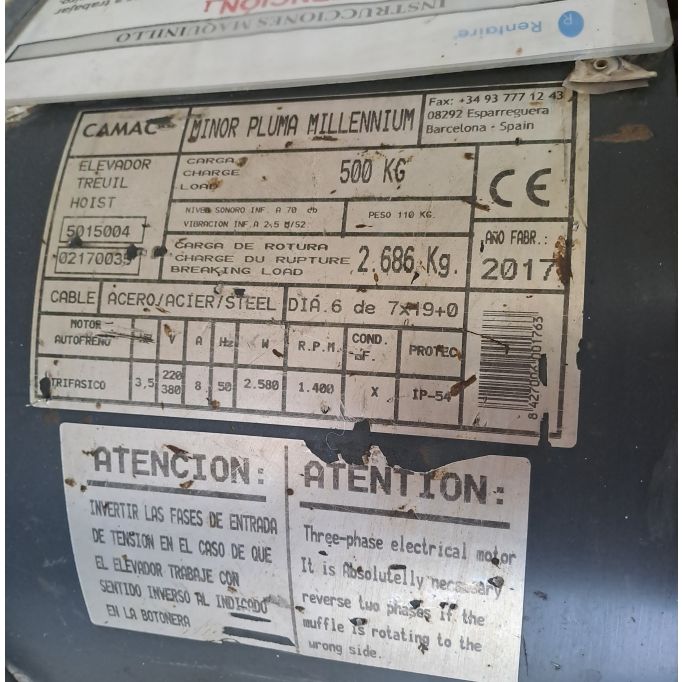 INSTRUCCIONES MAQUINILLO
Rentaire
CAMAC
MINOR PLUMA MILLENNIUM
Fax: +34 93 777 12 43
08292 Esparreguera
Barcelona - Spain
ELEVADOR
TREUIL
HOIST
5015004
02170035
CARGA
CHARGE
LOAD
500 KG
NIVEL SONORO INF. A 70 db
VIBRACION INF. A 2,5 M/S2
PESO 110 KG.
CARGA DE ROTURA
CHARGE DU RUPTURE
BREAKING LOAD
2.686 Kg.
CE
AÑO FABR.:
2017
CABLE
ACERO/ACIER/STEEL
DIÁ.6 de 7x19+0
MOTOR
AUTOFRENO
V
A
Hz
W
R.P.M.
COND.
µF.
PROTEC
TRIFASICO
3,5
220
380
8
50
2.580
1.400
X
IP-54
ATENCION:
INVERTIR LAS FASES DE ENTRADA
DE TENSION EN EL CASO DE QUE
EL ELEVADOR TRABAJE CON
SENTIDO INVERSO AL INDICADO
EN LA BOTONERA
ATTENTION:
Three-phase electrical motor
It is Absolutelly necessary
reverse two phases if the
muffle is rotating to the
wrong side.